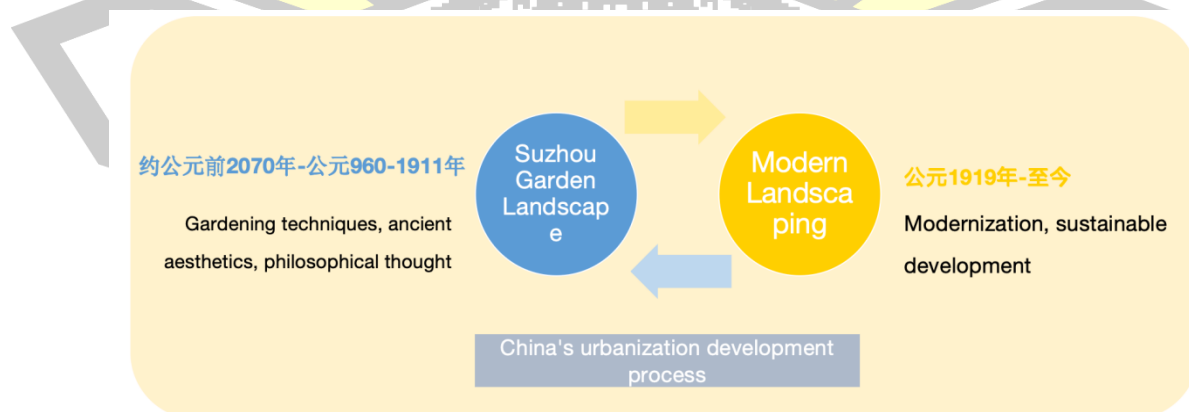 约公元前2070年-公元960-1911年
Gardening techniques, ancient
aesthetics, philosophical thought
Suzhou
Garden
Landscap
e
Modern
Landsca
ping
公元1919年-至今
Modernization, sustainable
development
China's urbanization development
process